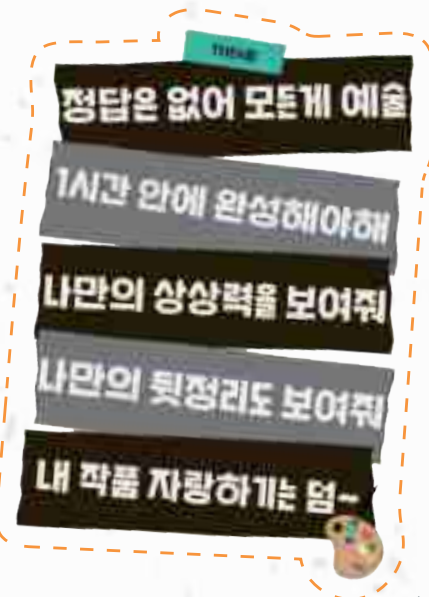 정답은 없어 모든게 예술
1시간 안에 완성해야해
나만의 상상력을 보여줘
나만의 뒷정리도 보여줘
내 작품 자랑하기는 덤~